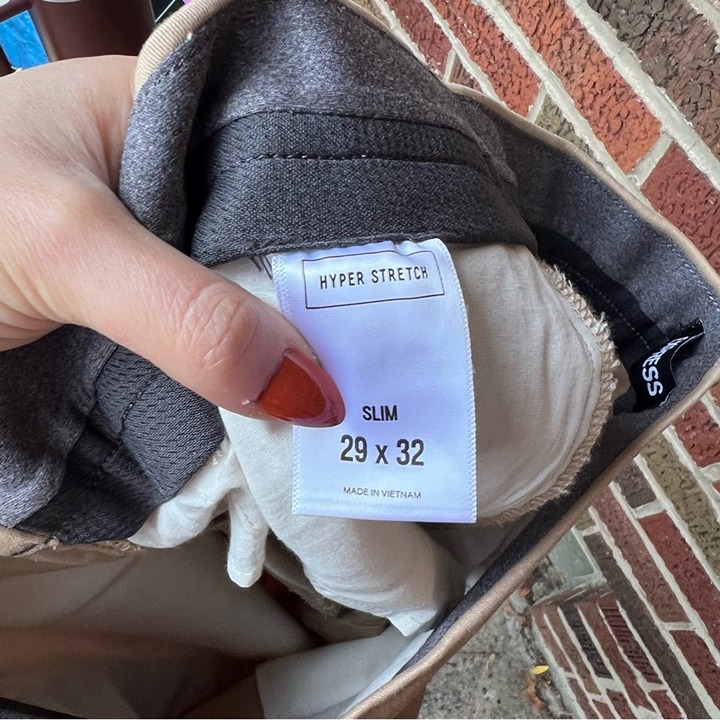 HYPER STRETCH
SLIM
29 x 32
MADE IN VIETNAM